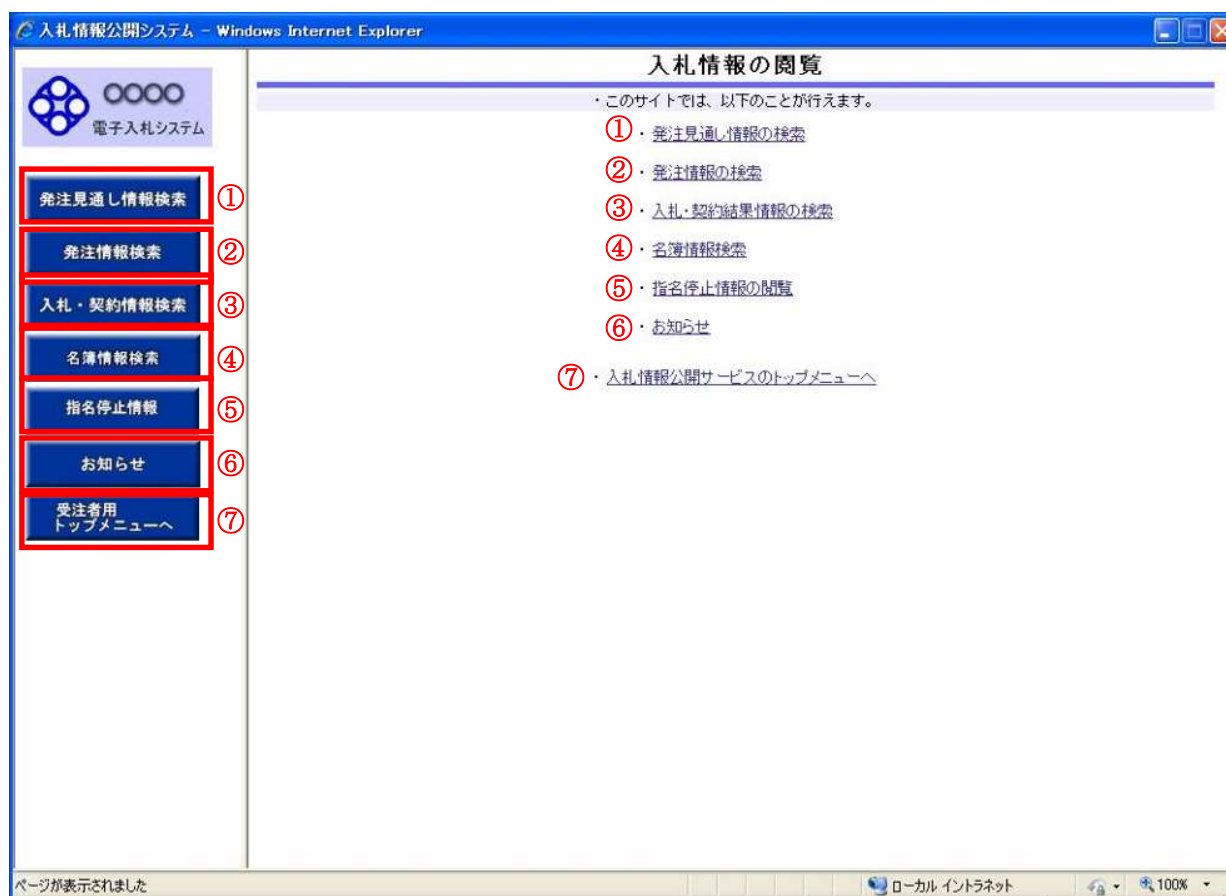 入札情報公開システム - Windows Internet Explorer
○○○○
電子入札システム
発注見通し情報検索 ①
発注情報検索 ②
入札・契約情報検索 ③
名簿情報検索 ④
指名停止情報 ⑤
お知らせ ⑥
受注者用
トップメニューへ ⑦
入札情報の閲覧
・このサイトでは、以下のことが行えます。
①・発注見通し情報の検索
②・発注情報の検索
③・入札・契約結果情報の検索
④・名簿情報検索
⑤・指名停止情報の閲覧
⑥・お知らせ
⑦・入札情報公開サービスのトップメニューへ
ページが表示されました
ローカル イントラネット
100%